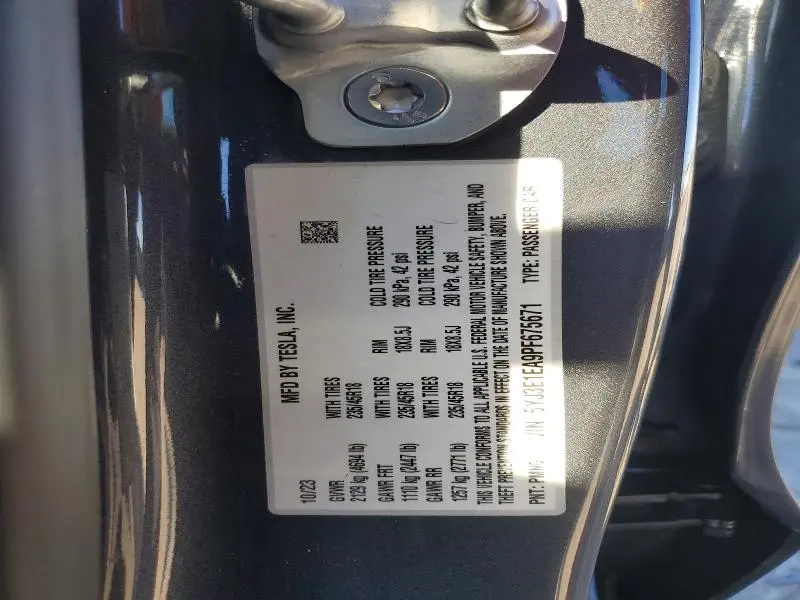 MFD BY TESLA, INC.
10/23
GVWR WITH TIRES RIM COLD TIRE PRESSURE
2129 kg (4694 lb) 235/45R18 18X8.5J 290 kPa, 42 psi
GAWR FRT WITH TIRES RIM COLD TIRE PRESSURE
1110 kg (2447 lb) 235/45R18 18X8.5J 290 kPa, 42 psi
GAWR RR WITH TIRES
1257 kg (2771 lb) 235/45R18
THIS VEHICLE CONFORMS TO ALL APPLICABLE U.S. FEDERAL MOTOR VEHICLE SAFETY, BUMPER, AND
THEFT PREVENTION STANDARDS IN EFFECT ON THE DATE OF MANUFACTURE SHOWN ABOVE.
PNT: VIN: 5YJ3E1EA9PF675671 TYPE: PASSENGER CAR